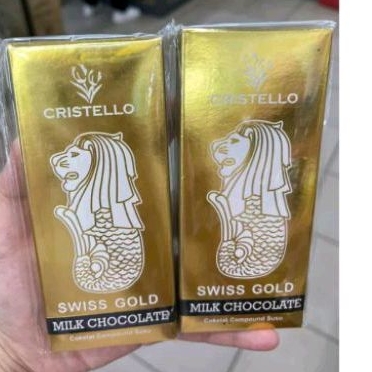 CRISTELLO
SWISS GOLD
MILK CHOCOLATE
Cokelat Compound Susu
CRISTELLO
SWISS GOLD
MILK CHOCOLATE
Cokelat Compound Susu